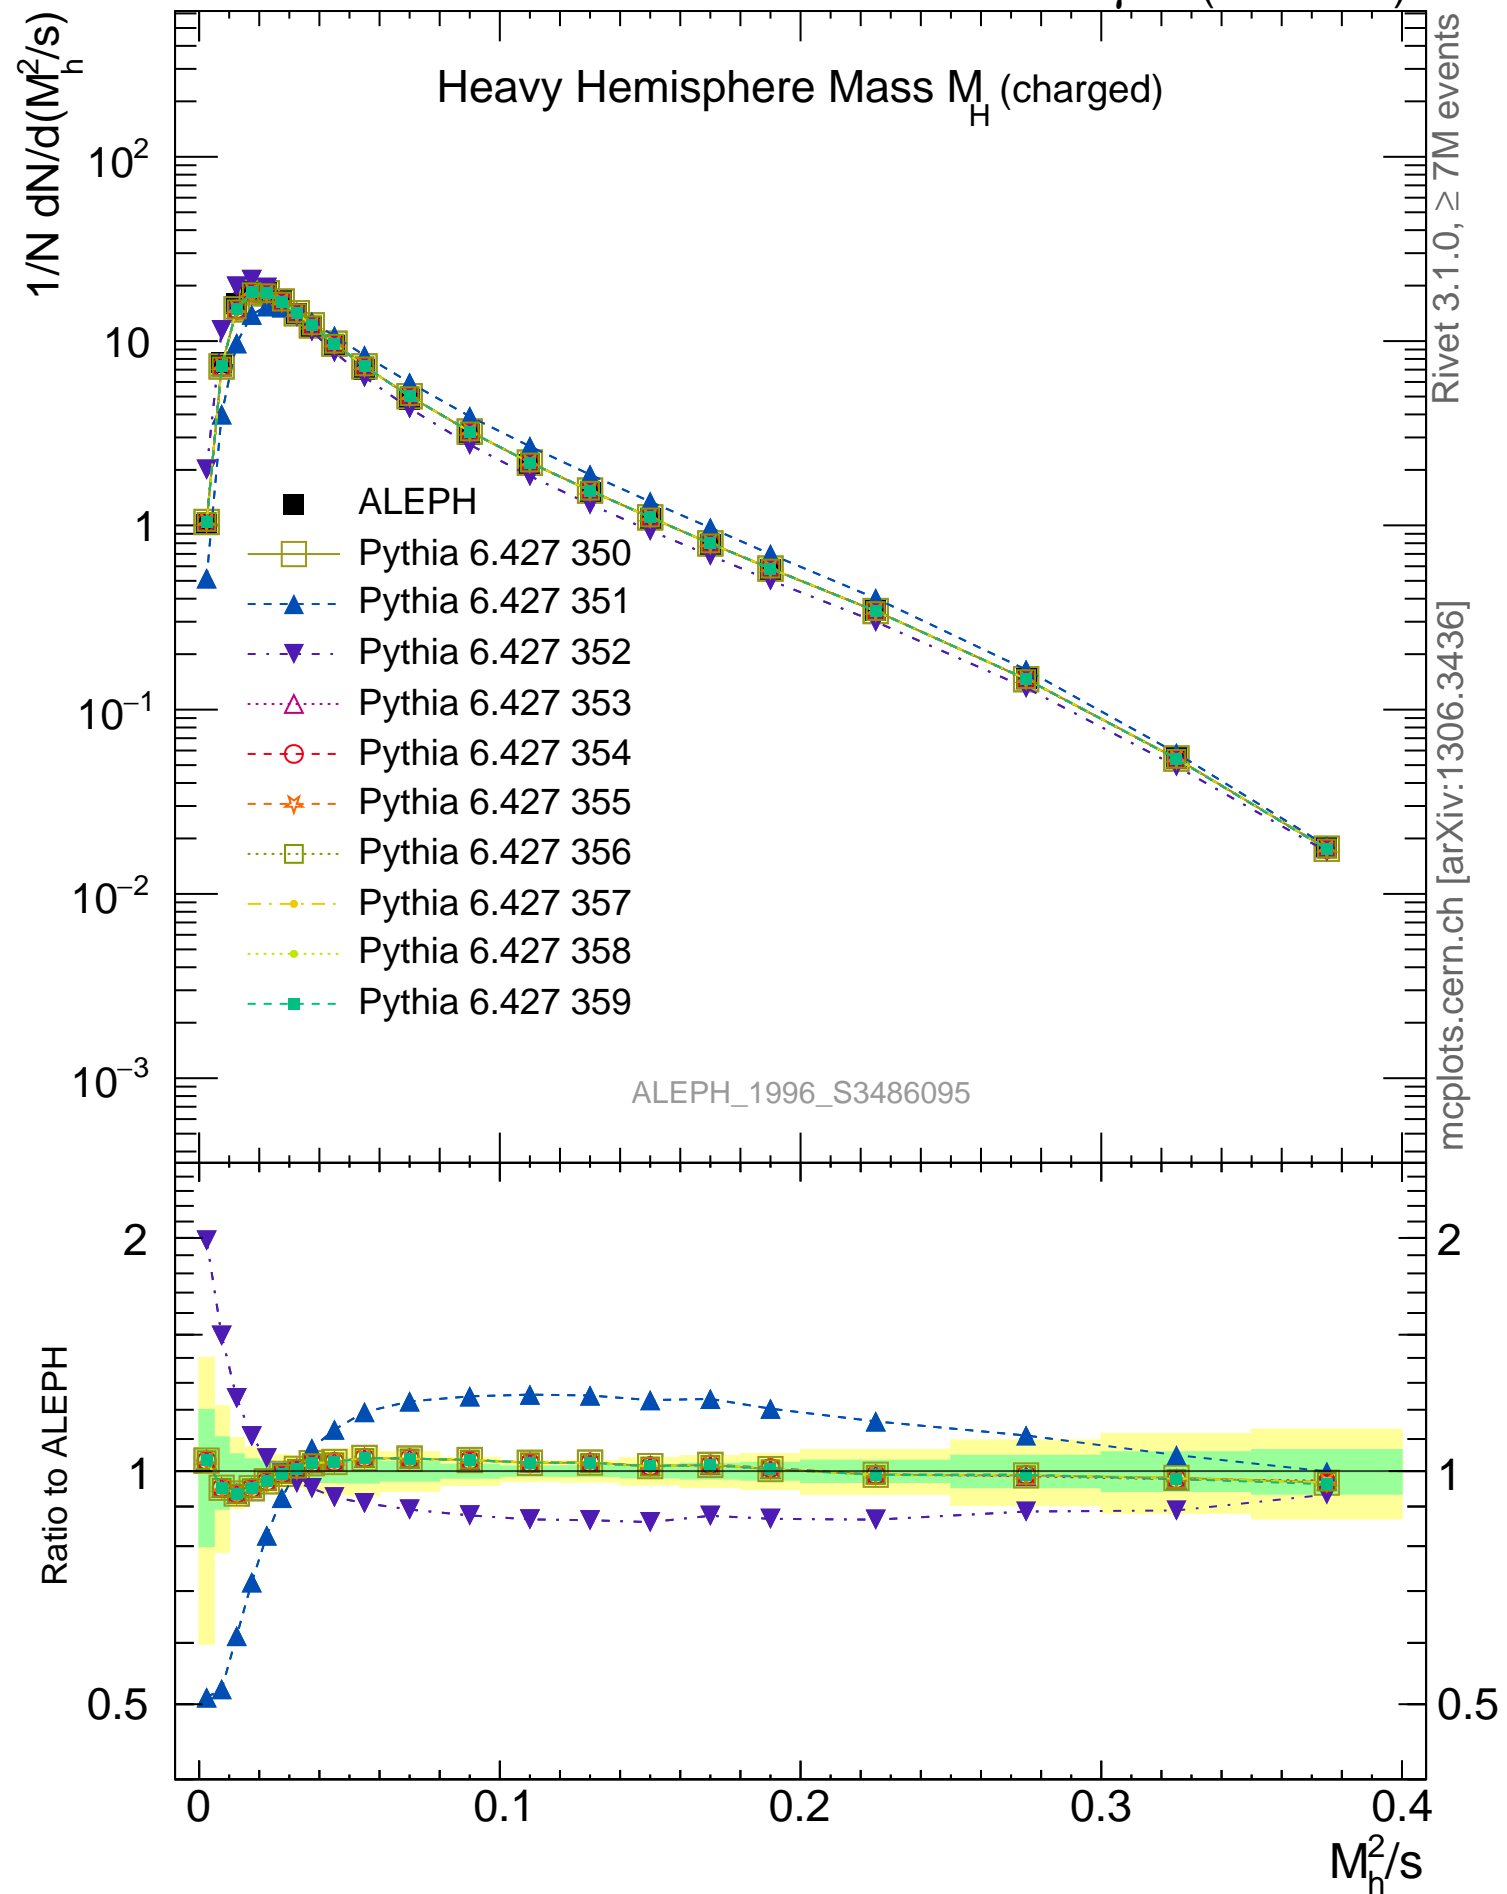 Heavy Hemisphere Mass M_H (charged)
1/N dN/d(M_h^2/s)
10^2
10
1
10^−1
10^−2
10^−3
ALEPH
Pythia 6.427 350
Pythia 6.427 351
Pythia 6.427 352
Pythia 6.427 353
Pythia 6.427 354
Pythia 6.427 355
Pythia 6.427 356
Pythia 6.427 357
Pythia 6.427 358
Pythia 6.427 359
ALEPH_1996_S3486095
Rivet 3.1.0, ≥ 7M events
mcplots.cern.ch [arXiv:1306.3436]
Ratio to ALEPH
2
1
0.5
2
1
0.5
0 0.1 0.2 0.3 0.4
M_h^2/s